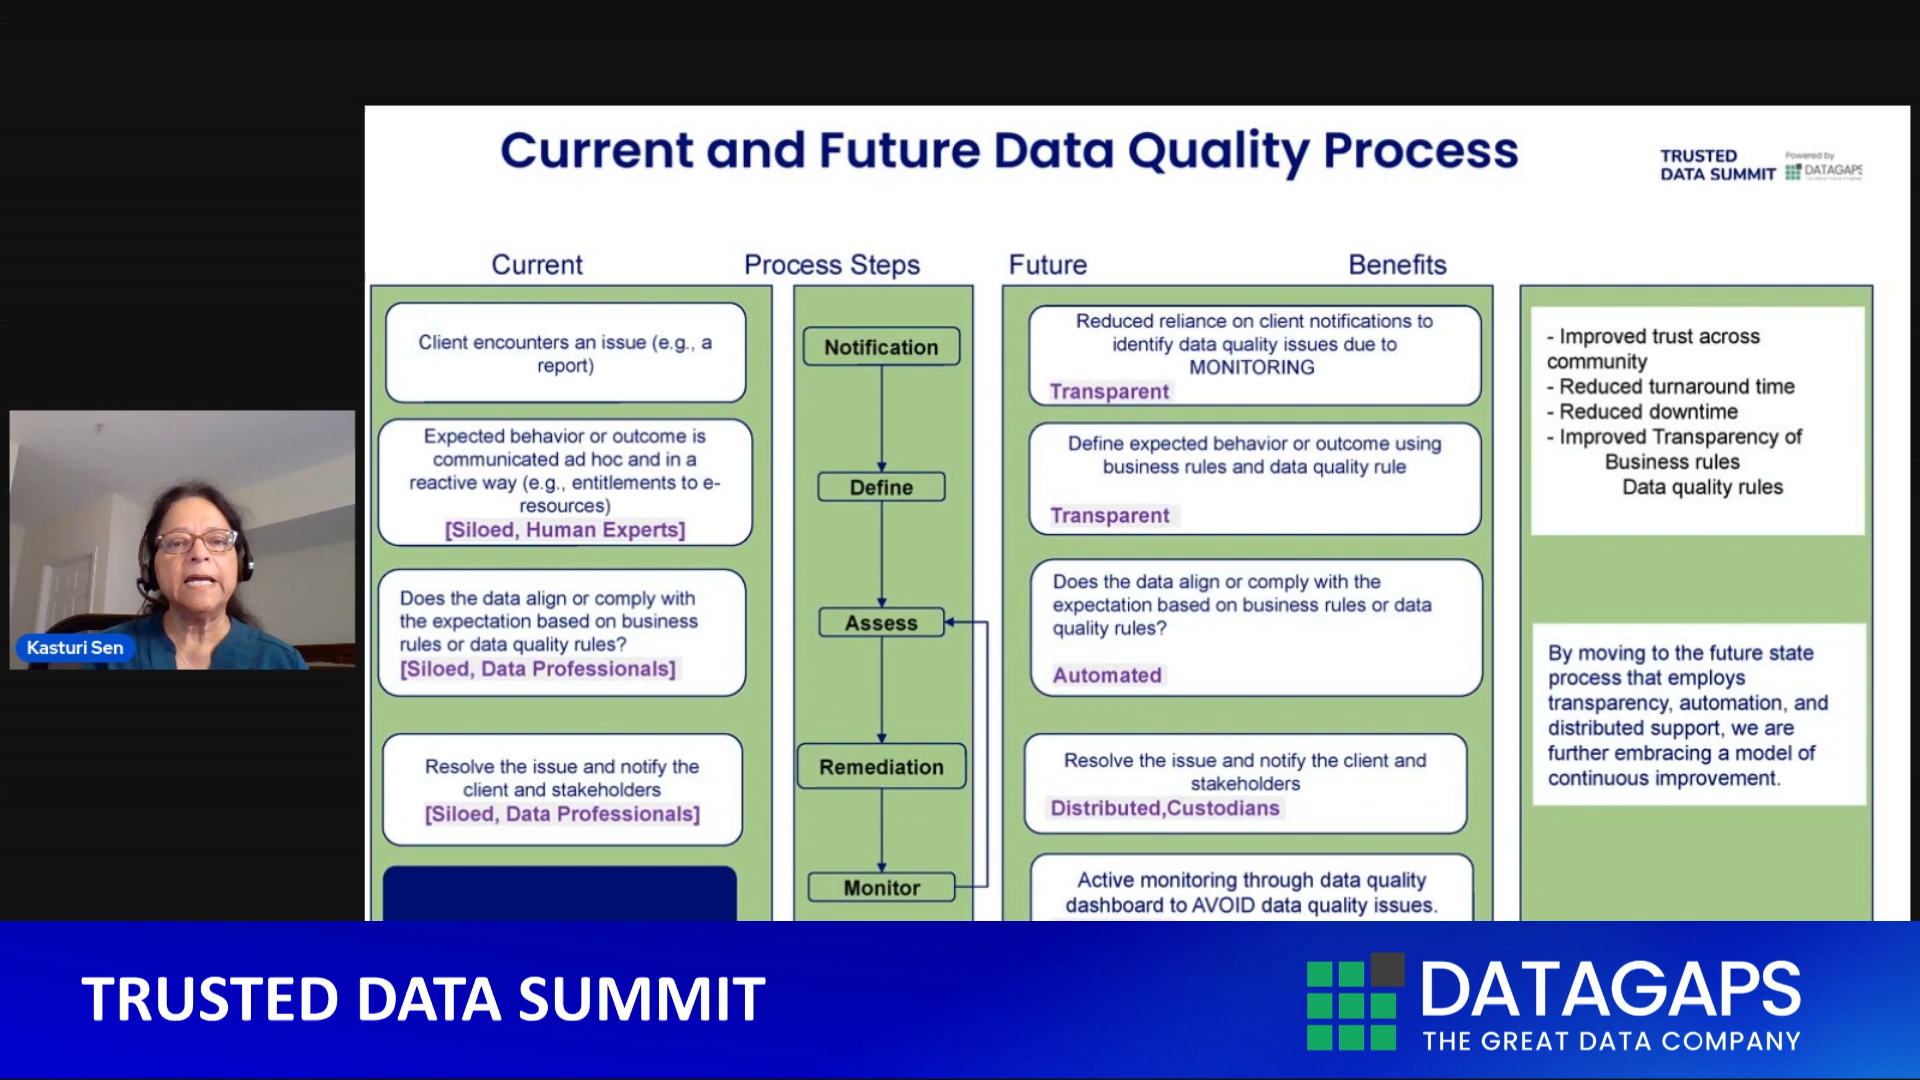 Current and Future Data Quality Process
TRUSTED
DATA SUMMIT
Powered by
DATAGAPS
Current
Process Steps
Future
Benefits
Client encounters an issue (e.g., a
report)
Expected behavior or outcome is
communicated ad hoc and in a
reactive way (e.g., entitlements to e-
resources)
[Siloed, Human Experts]
Does the data align or comply with
the expectation based on business
rules or data quality rules?
[Siloed, Data Professionals]
Resolve the issue and notify the
client and stakeholders
[Siloed, Data Professionals]
Notification
Define
Assess
Remediation
Monitor
Reduced reliance on client notifications to
identify data quality issues due to
MONITORING
Transparent
Define expected behavior or outcome using
business rules and data quality rule
Transparent
Does the data align or comply with the
expectation based on business rules or data
quality rules?
Automated
Resolve the issue and notify the client and
stakeholders
Distributed,Custodians
Active monitoring through data quality
dashboard to AVOID data quality issues.
- Improved trust across
community
- Reduced turnaround time
- Reduced downtime
- Improved Transparency of
Business rules
Data quality rules
By moving to the future state
process that employs
transparency, automation, and
distributed support, we are
further embracing a model of
continuous improvement.
Kasturi Sen
TRUSTED DATA SUMMIT
DATAGAPS
THE GREAT DATA COMPANY